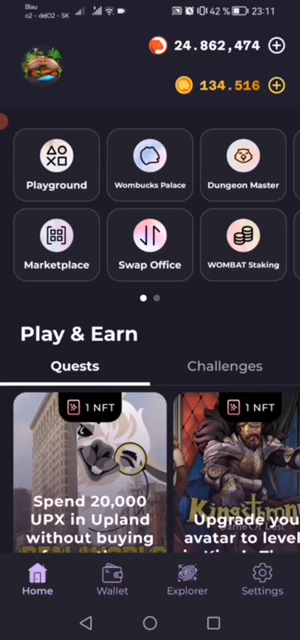 Blau
o2 - de|O2 - SK
42 %
23:11
24.862,474
134.516
Playground
Wombucks Palace
Dungeon Master
Marketplace
Swap Office
WOMBAT Staking
Play & Earn
Quests
Challenges
1 NFT
1 NFT
Spend 20,000
UPX in Upland
without buying
Kingsthrone
Upgrade you
avatar to level
Home
Wallet
Explorer
Settings